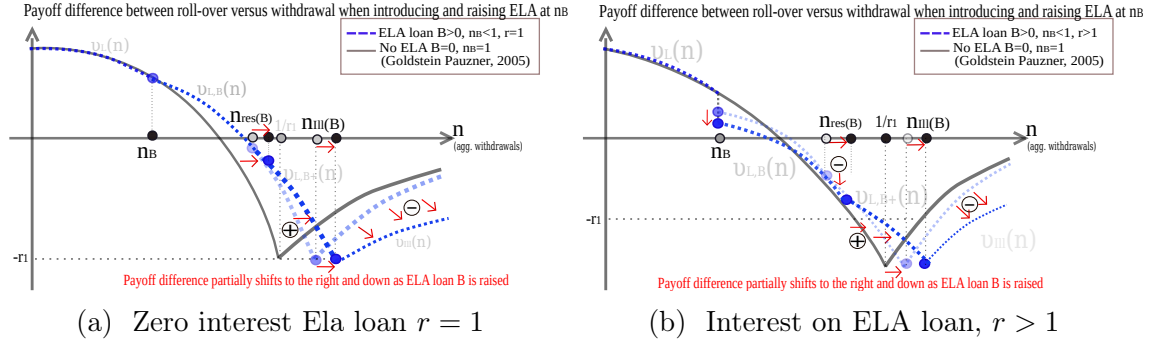 Payoff difference between roll-over versus withdrawal when introducing and raising ELA at nB
ELA loan B>0, nB<1, r=1
No ELA B=0, nB=1
(Goldstein Pauzner, 2005)
υL(n)
υL,B(n)
nres(B)
1/r1
nIII(B)
n
(agg. withdrawals)
nB
υL,B+(n)
+
−
υIII(n)
-r1
Payoff difference partially shifts to the right and down as ELA loan B is raised
(a) Zero interest Ela loan r = 1
Payoff difference between roll-over versus withdrawal when introducing and raising ELA at nB
ELA loan B>0, nB<1, r>1
No ELA B=0, nB=1
(Goldstein Pauzner, 2005)
υL(n)
nres(B)
1/r1
nIII(B)
n
(agg. withdrawals)
nB
υL,B(n)
−
υL,B+(n)
−
-r1
+
υIII(n)
Payoff difference partially shifts to the right and down as ELA loan B is raised
(b) Interest on ELA loan, r > 1